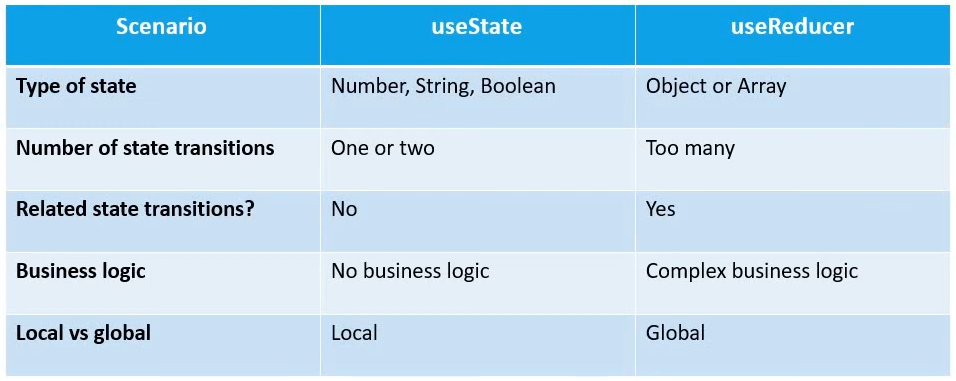 Scenario useState useReducer
Type of state Number, String, Boolean Object or Array
Number of state transitions One or two Too many
Related state transitions? No Yes
Business logic No business logic Complex business logic
Local vs global Local Global